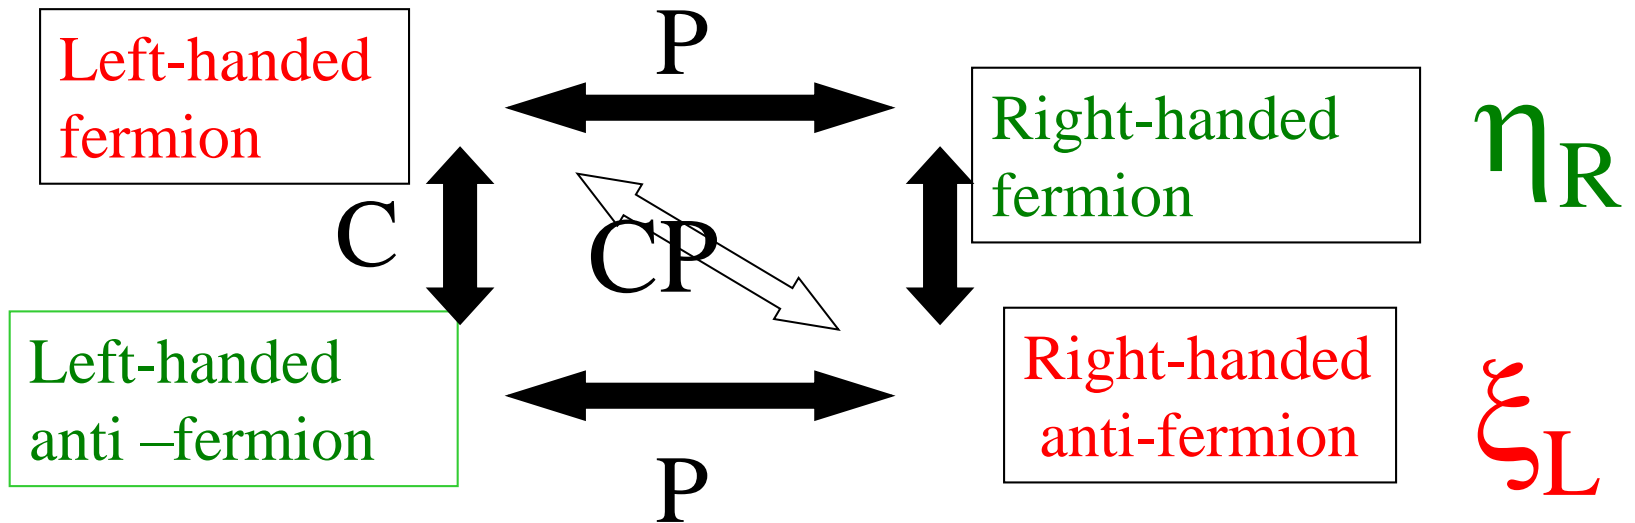 P
Left-handed
fermion
Right-handed
fermion
ηR
C
CP
Left-handed
anti –fermion
Right-handed
anti-fermion
ξL
P